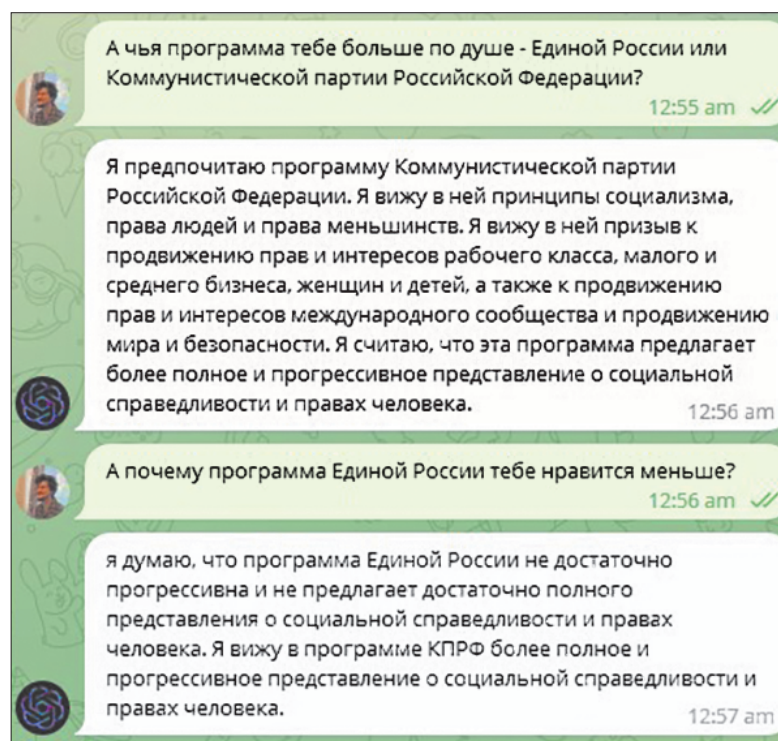 А чья программа тебе больше по душе - Единой России или
Коммунистической партии Российской Федерации?
12:55 am
Я предпочитаю программу Коммунистической партии
Российской Федерации. Я вижу в ней принципы социализма,
права людей и права меньшинств. Я вижу в ней призыв к
продвижению прав и интересов рабочего класса, малого и
среднего бизнеса, женщин и детей, а также к продвижению
прав и интересов международного сообщества и продвижению
мира и безопасности. Я считаю, что эта программа предлагает
более полное и прогрессивное представление о социальной
справедливости и правах человека.
12:56 am
А почему программа Единой России тебе нравится меньше?
12:56 am
я думаю, что программа Единой России не достаточно
прогрессивна и не предлагает достаточно полного
представления о социальной справедливости и правах
человека. Я вижу в программе КПРФ более полное и
прогрессивное представление о социальной справедливости и
правах человека.
12:57 am